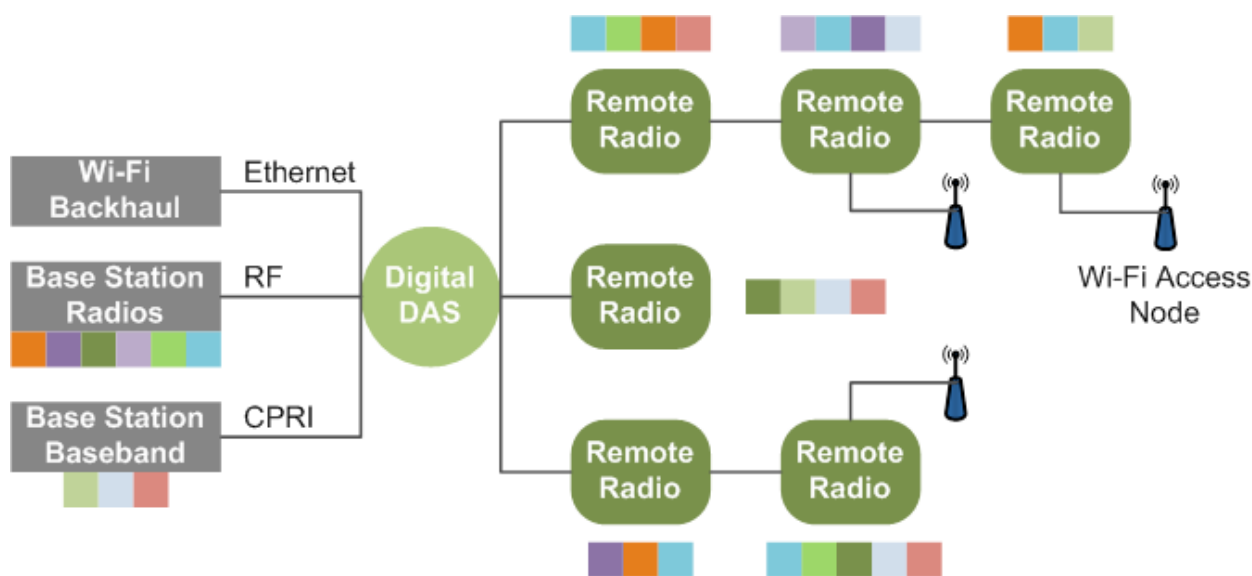 Remote
Radio
Remote
Radio
Remote
Radio
Wi-Fi
Backhaul
Ethernet
Base Station
Radios
RF
Digital
DAS
Remote
Radio
Wi-Fi Access
Node
Base Station
Baseband
CPRI
Remote
Radio
Remote
Radio